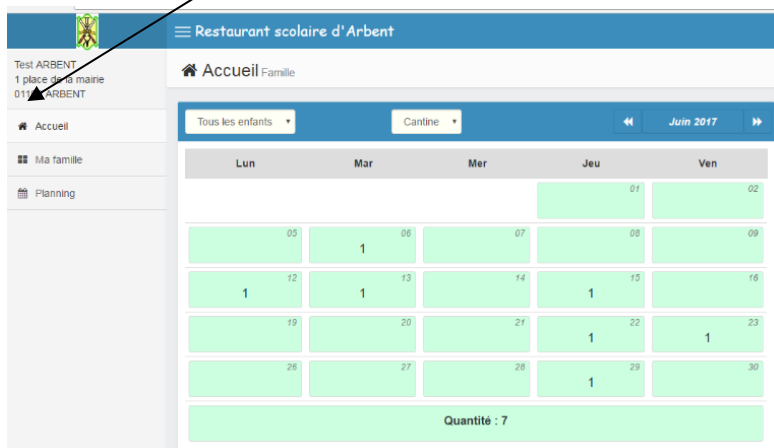 Restaurant scolaire d'Arbent
Test ARBENT
1 place de la mairie
ARBENT
Accueil Famille
Accueil
Ma famille
Planning
Tous les enfants Cantine Juin 2017
Lun Mar Mer Jeu Ven
01 02
05 06 07 08 09
1
12 13 14 15 16
1 1 1
19 20 21 22 23
1 1
26 27 28 29 30
1
Quantité : 7